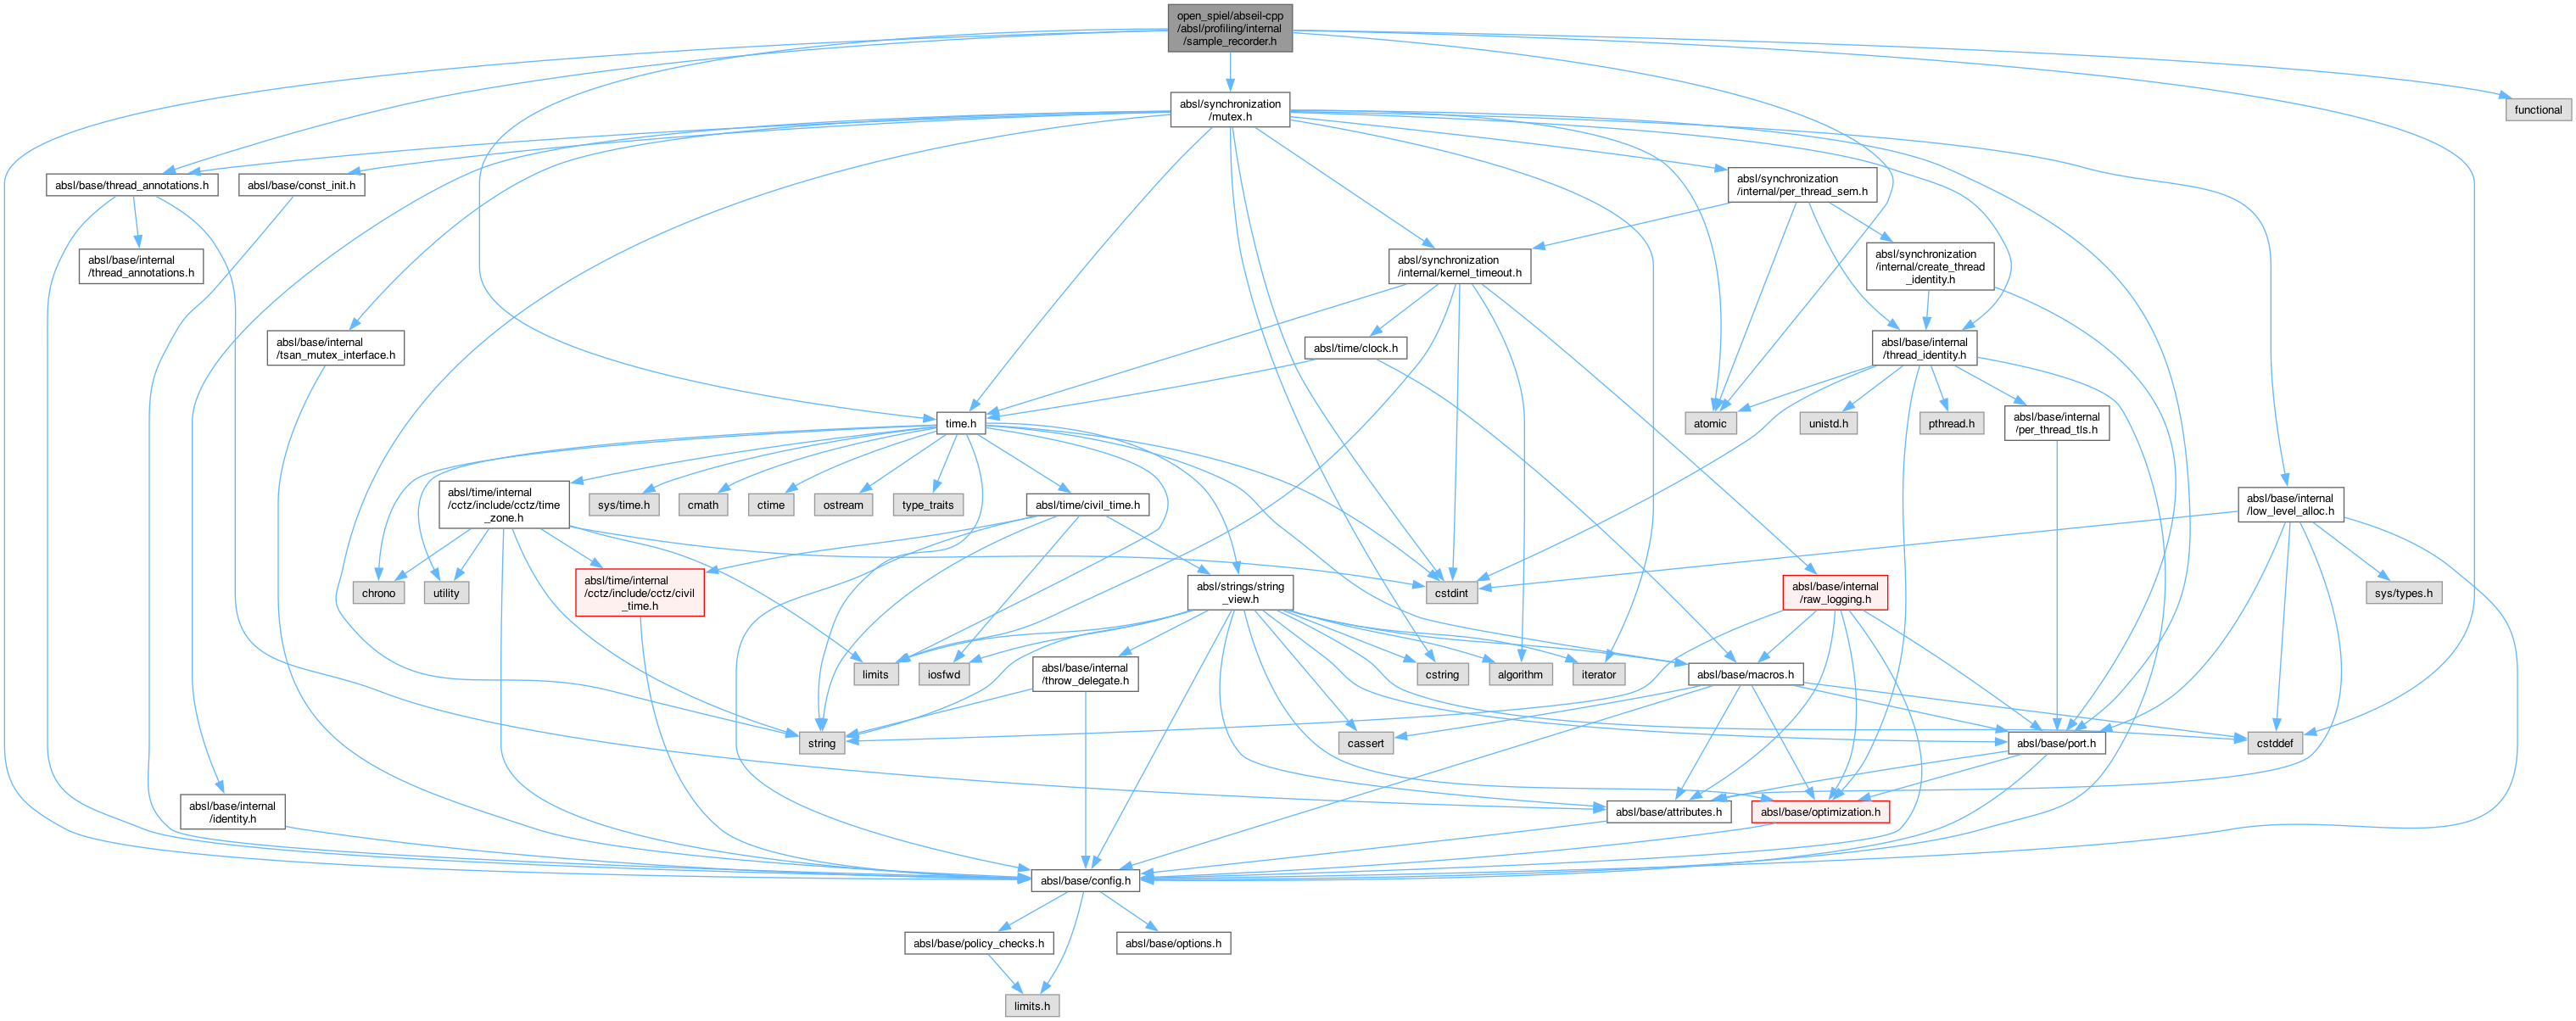 open_spiel/abseil-cpp
/absl/profiling/internal
/sample_recorder.h
absl/synchronization
/mutex.h
functional
absl/base/thread_annotations.h
absl/base/const_init.h
absl/synchronization
/internal/per_thread_sem.h
absl/base/internal
/thread_annotations.h
absl/synchronization
/internal/kernel_timeout.h
absl/synchronization
/internal/create_thread
_identity.h
absl/base/internal
/tsan_mutex_interface.h
absl/time/clock.h
absl/base/internal
/thread_identity.h
time.h
atomic
unistd.h
pthread.h
absl/base/internal
/per_thread_tls.h
absl/time/internal
/cctz/include/cctz/time
_zone.h
sys/time.h
cmath
ctime
ostream
type_traits
absl/time/civil_time.h
absl/base/internal
/low_level_alloc.h
chrono
utility
absl/time/internal
/cctz/include/cctz/civil
_time.h
absl/strings/string
_view.h
cstdint
absl/base/internal
/raw_logging.h
sys/types.h
limits
iosfwd
absl/base/internal
/throw_delegate.h
cstring
algorithm
iterator
absl/base/macros.h
string
cassert
absl/base/port.h
cstddef
absl/base/internal
/identity.h
absl/base/attributes.h
absl/base/optimization.h
absl/base/config.h
absl/base/policy_checks.h
absl/base/options.h
limits.h